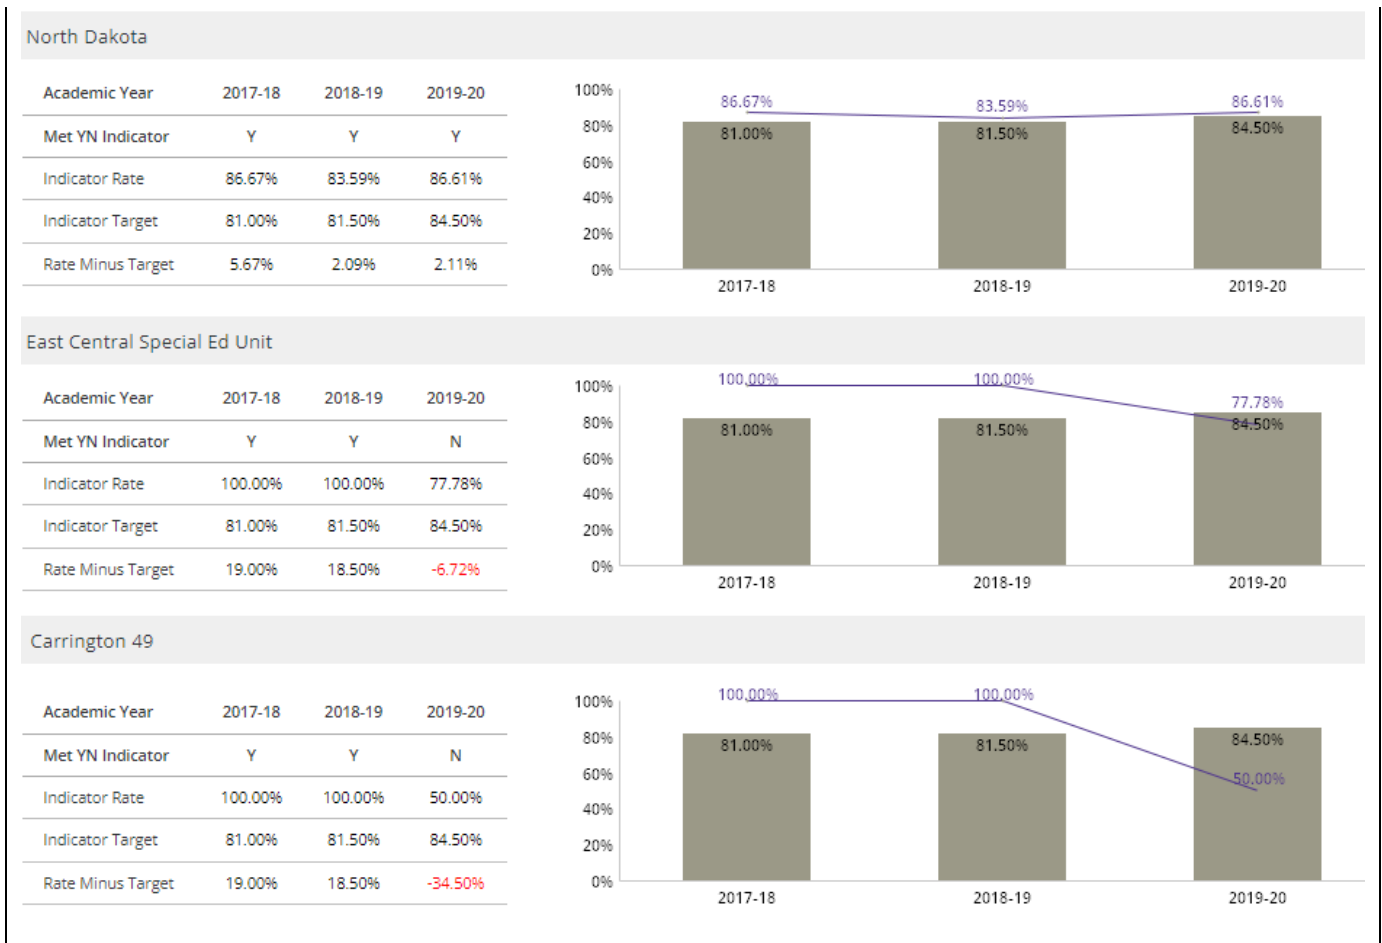 North Dakota
Academic Year 2017-18 2018-19 2019-20
Met YN Indicator Y Y Y
Indicator Rate 86.67% 83.59% 86.61%
Indicator Target 81.00% 81.50% 84.50%
Rate Minus Target 5.67% 2.09% 2.11%
100%
80%
60%
40%
20%
0%
86.67% 83.59% 86.61%
81.00% 81.50% 84.50%
2017-18 2018-19 2019-20
East Central Special Ed Unit
Academic Year 2017-18 2018-19 2019-20
Met YN Indicator Y Y N
Indicator Rate 100.00% 100.00% 77.78%
Indicator Target 81.00% 81.50% 84.50%
Rate Minus Target 19.00% 18.50% -6.72%
100%
80%
60%
40%
20%
0%
100.00% 100.00% 77.78%
81.00% 81.50% 84.50%
2017-18 2018-19 2019-20
Carrington 49
Academic Year 2017-18 2018-19 2019-20
Met YN Indicator Y Y N
Indicator Rate 100.00% 100.00% 50.00%
Indicator Target 81.00% 81.50% 84.50%
Rate Minus Target 19.00% 18.50% -34.50%
100%
80%
60%
40%
20%
0%
100.00% 100.00% 50.00%
81.00% 81.50% 84.50%
2017-18 2018-19 2019-20